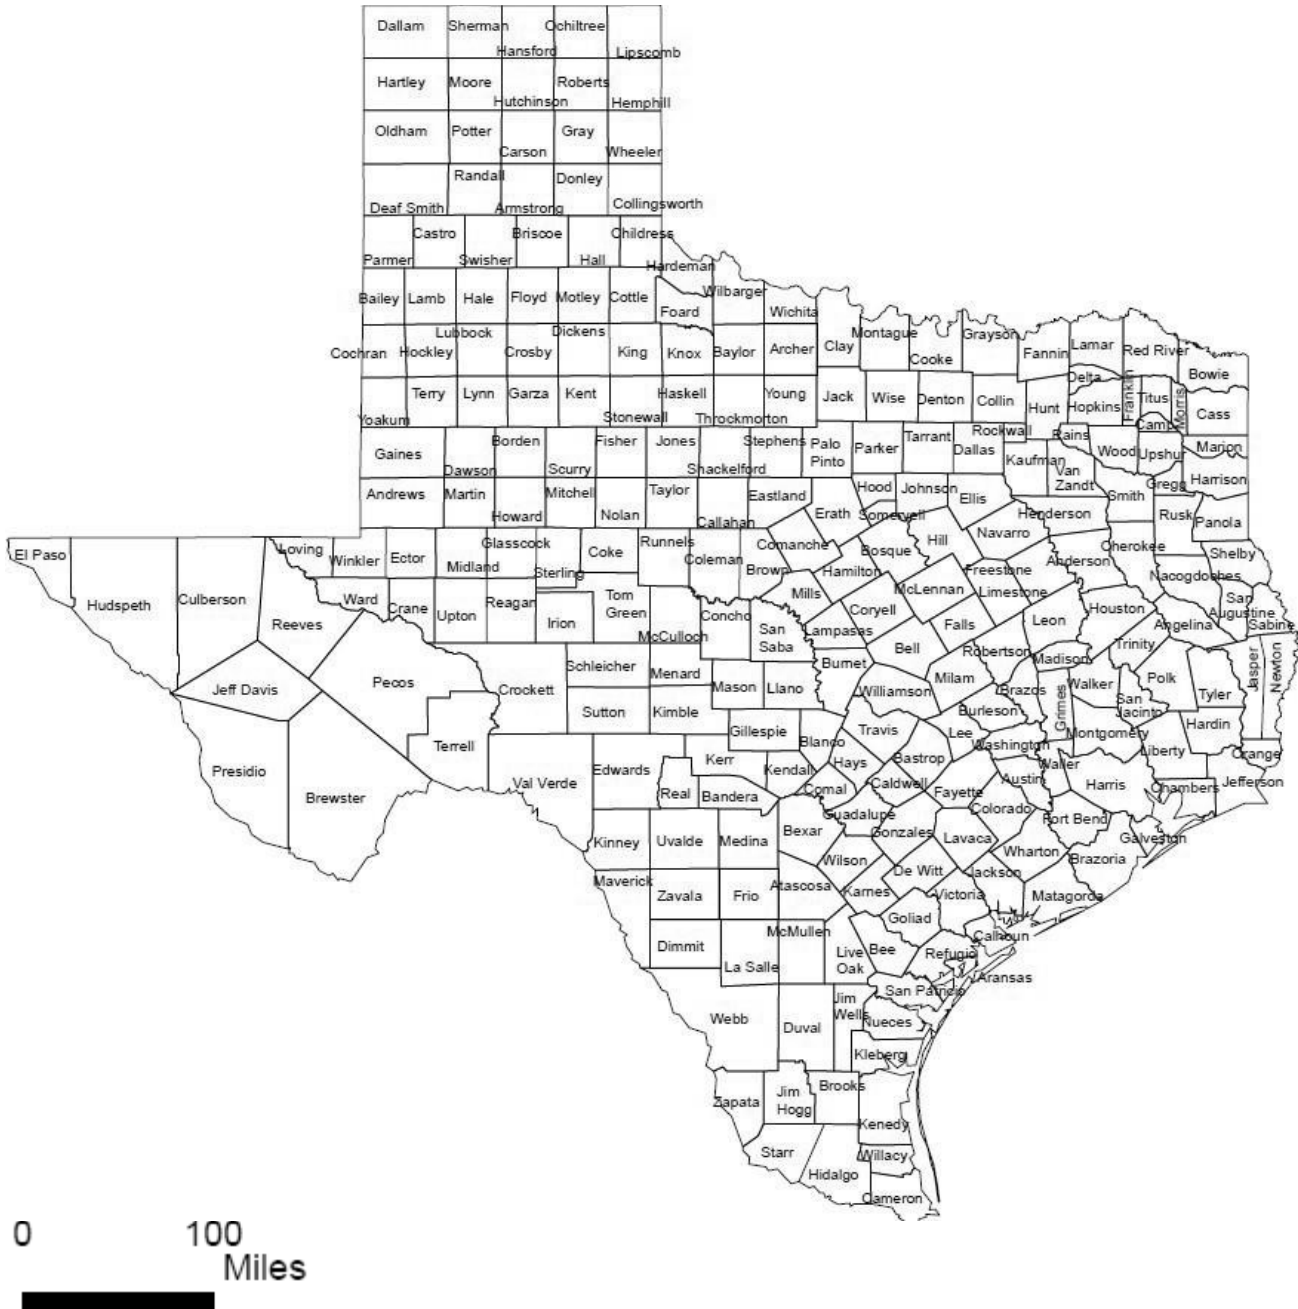 Dallam Sherman Ochiltree
Hansford Lipscomb
Hartley Moore Roberts
Hutchinson Hemphill
Oldham Potter Gray
Carson Wheeler
Randall Donley
Deaf Smith Armstrong Collingsworth
Castro Briscoe Childress
Parmer Swisher Hall Hardeman
Bailey Lamb Hale Floyd Motley Cottle Wilbarger
Foard Wichita
Lubbock Dickens Montague Grayson
Cochran Hockley Crosby King Knox Baylor Archer Clay Cooke Fannin Lamar Red River
Delta Bowie
Terry Lynn Garza Kent Haskell Young Jack Wise Denton Collin Hunt Hopkins Franklin Titus Morris
Yoakum Stonewall Throckmorton Camp Cass
Borden Fisher Jones Stephens Palo Parker Tarrant Rockwall Rains
Gaines Pinto Dallas Wood Upshur Marion
Dawson Scurry Shackelford Kaufman Van
Zandt Gregg Harrison
Andrews Martin Mitchell Taylor Eastland Hood Johnson Ellis Smith
Howard Nolan Callahan Erath Somervell Henderson Rusk Panola
El Paso Loving Glasscock Runnels Comanche Hill Navarro
Winkler Ector Coke Coleman Bosque Anderson Cherokee Shelby
Midland Sterling Brown Hamilton Freestone Nacogdoches
Hudspeth Culberson Ward Crane Upton Reagan Tom
Green Mills McLennan Limestone
Reeves Irion Concho Coryell Houston San
Augustine
McCulloch San
Saba Lampasas Falls Leon Angelina Sabine
Schleicher Burnet Bell Robertson Trinity
Jeff Davis Pecos Crockett Menard Mason Llano Madison Jasper Newton
Williamson Milam Brazos Walker Polk
Sutton Kimble Burleson Grimes San
Jacinto Tyler
Gillespie Blanco Travis Lee Montgomery Hardin
Terrell Hays Bastrop Washington Liberty Orange
Presidio Kerr Kendall Waller
Brewster Val Verde Edwards Real Bandera Comal Caldwell Fayette Austin Harris Chambers Jefferson
Guadalupe Colorado Fort Bend
Kinney Uvalde Medina Bexar Gonzales Lavaca Galveston
Wilson Wharton Brazoria
Maverick Atascosa De Witt Jackson
Zavala Frio Karnes Victoria Matagorda
Goliad
McMullen Calhoun
Dimmit Live
Oak Bee Refugio
La Salle Aransas
San Patricio
Jim
Wells
Webb Duval Nueces
Kleberg
Zapata Jim
Hogg Brooks
Kenedy
Starr Willacy
Hidalgo
Cameron
0 100
Miles